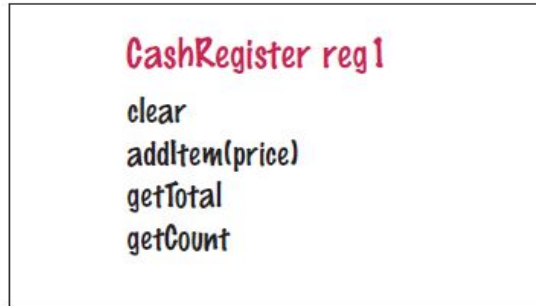 CashRegister reg1
clear
addItem(price)
getTotal
getCount